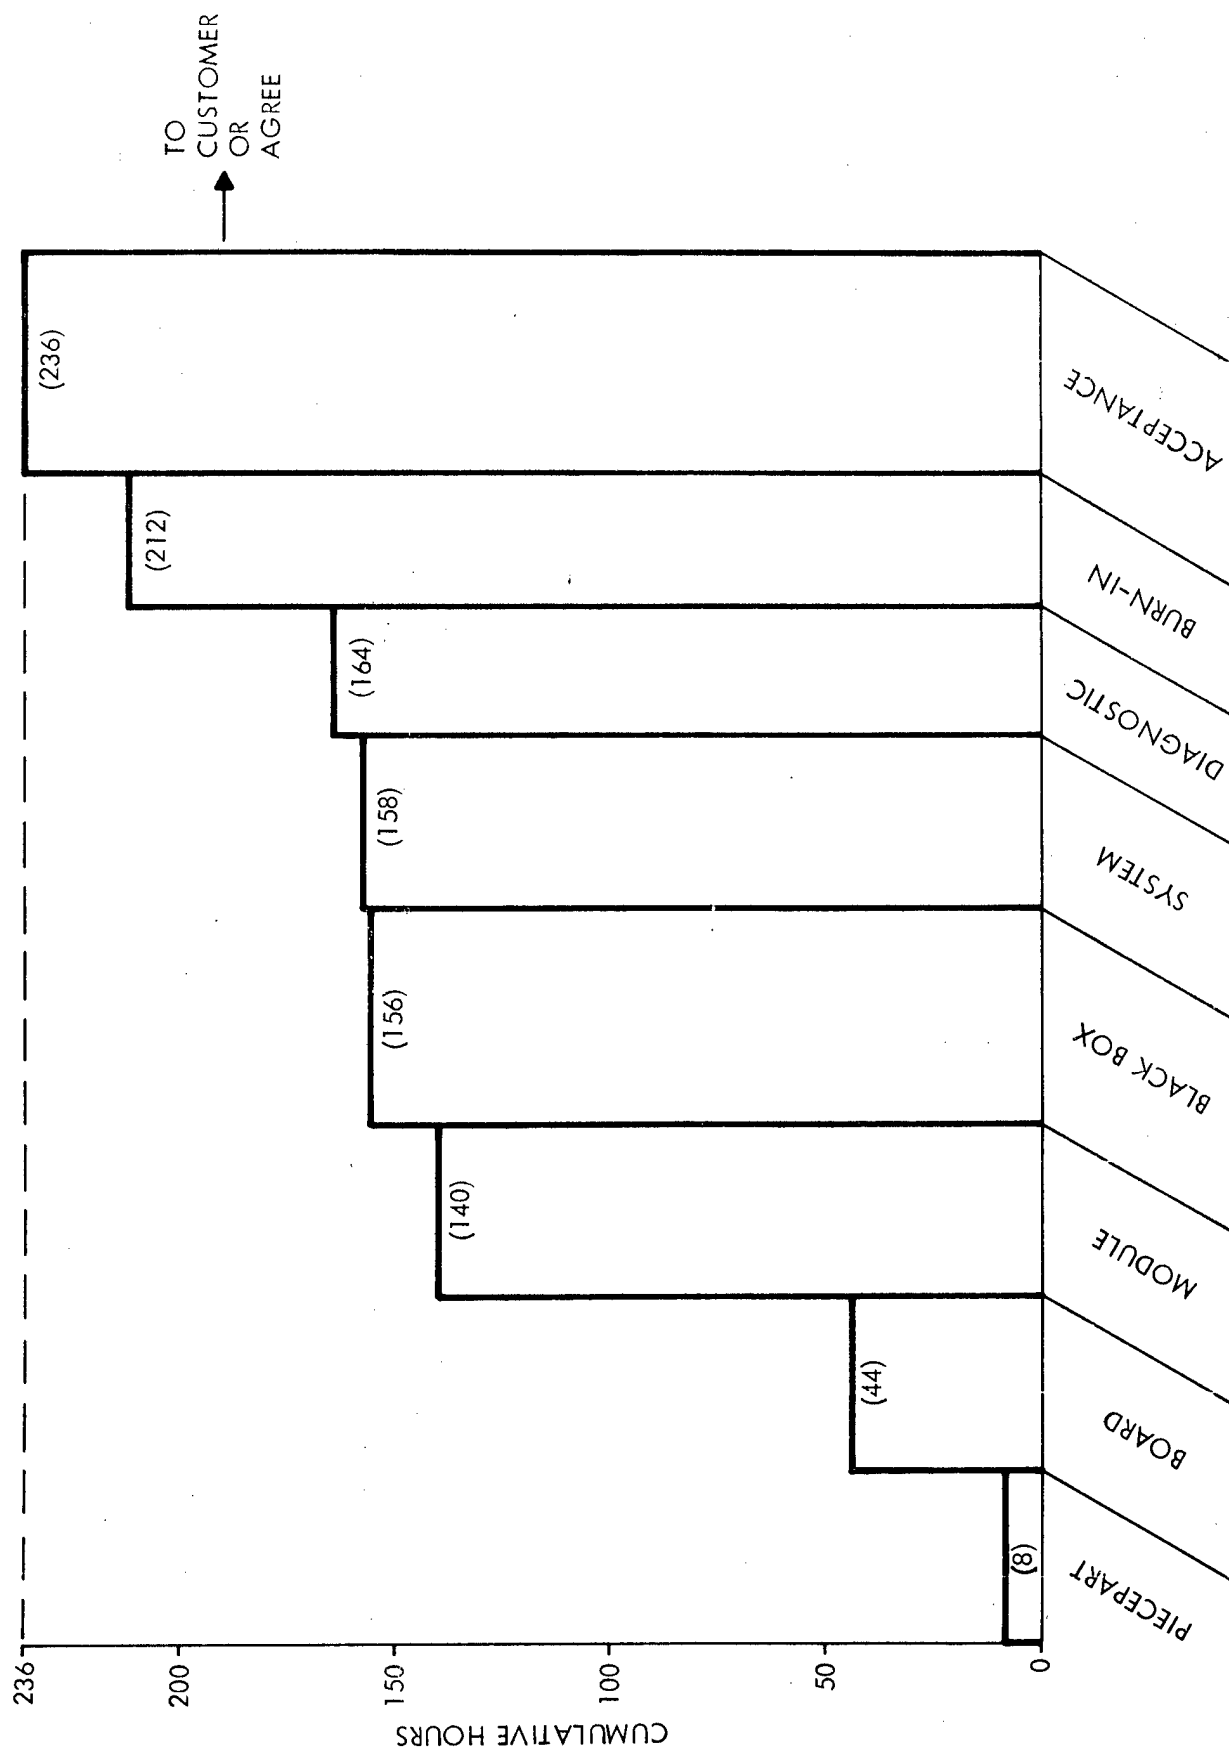 TO
CUSTOMER
OR
AGREE
(236)
(212)
(164)
(158)
(156)
(140)
(44)
(8)
236
200
150
100
50
0
CUMULATIVE HOURS
PIECEPART
BOARD
MODULE
BLACK BOX
SYSTEM
DIAGNOSTIC
BURN-IN
ACCEPTANCE